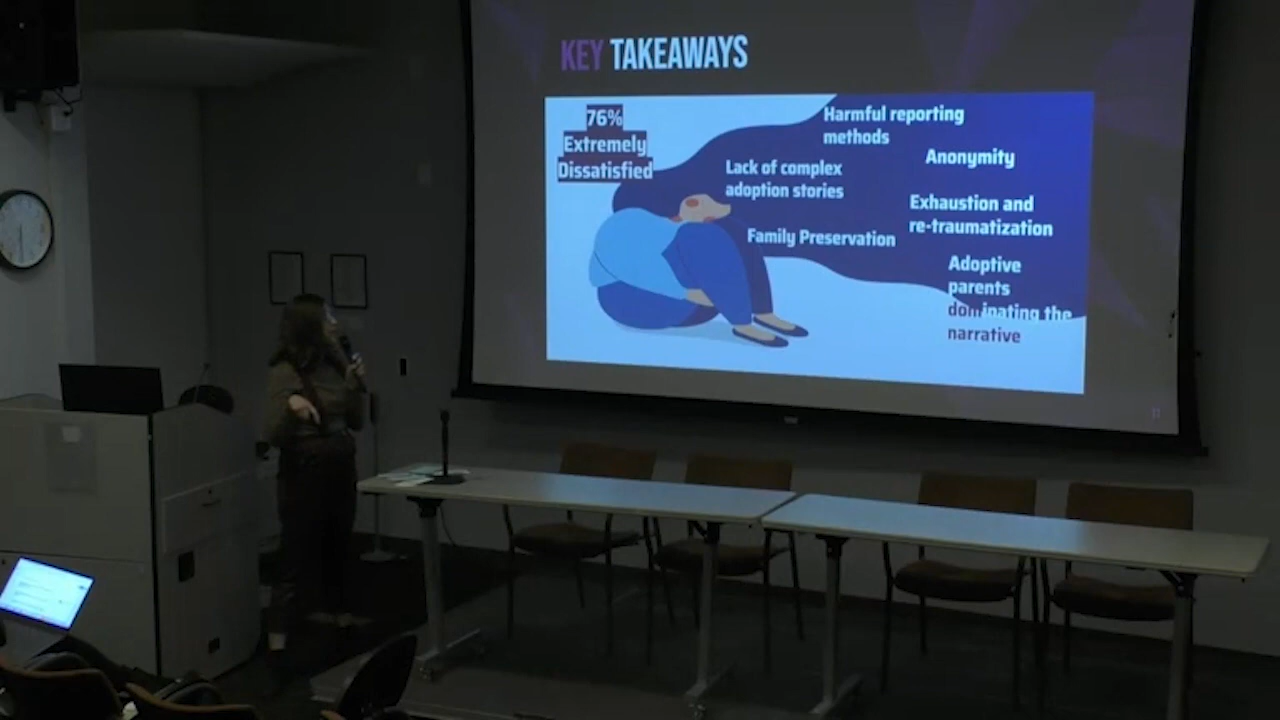 KEY TAKEAWAYS
76%
Extremely
Dissatisfied
Harmful reporting
methods
Anonymity
Lack of complex
adoption stories
Exhaustion and
re-traumatization
Family Preservation
Adoptive
parents
dominating the
narrative
11